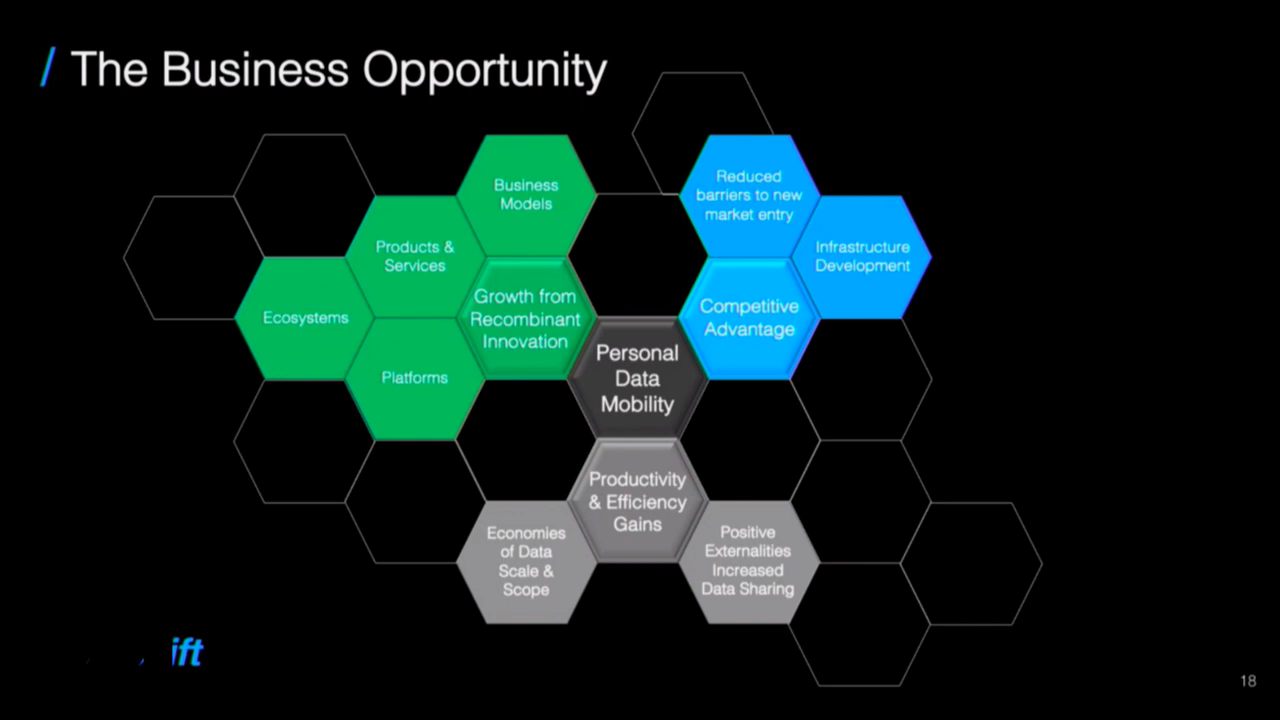 / The Business Opportunity
Business
Models
Reduced
barriers to new
market entry
Products &
Services
Infrastructure
Development
Ecosystems
Growth from
Recombinant
Innovation
Competitive
Advantage
Platforms
Personal
Data
Mobility
Productivity
& Efficiency
Gains
Economies
of Data
Scale &
Scope
Positive
Externalities
Increased
Data Sharing
ift
18